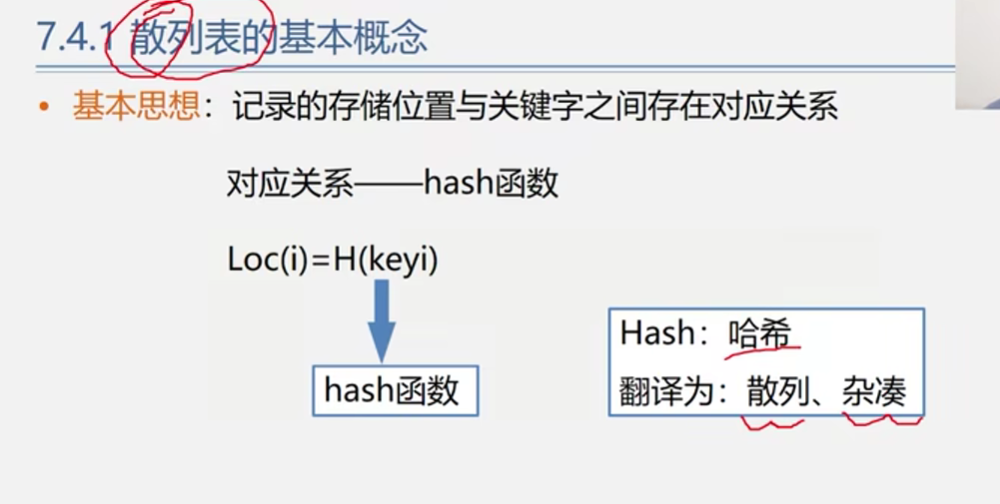 7.4.1 散列表的基本概念
• 基本思想：记录的存储位置与关键字之间存在对应关系
对应关系——hash函数
Loc(i)=H(keyi)
hash函数
Hash：哈希
翻译为：散列、杂凑